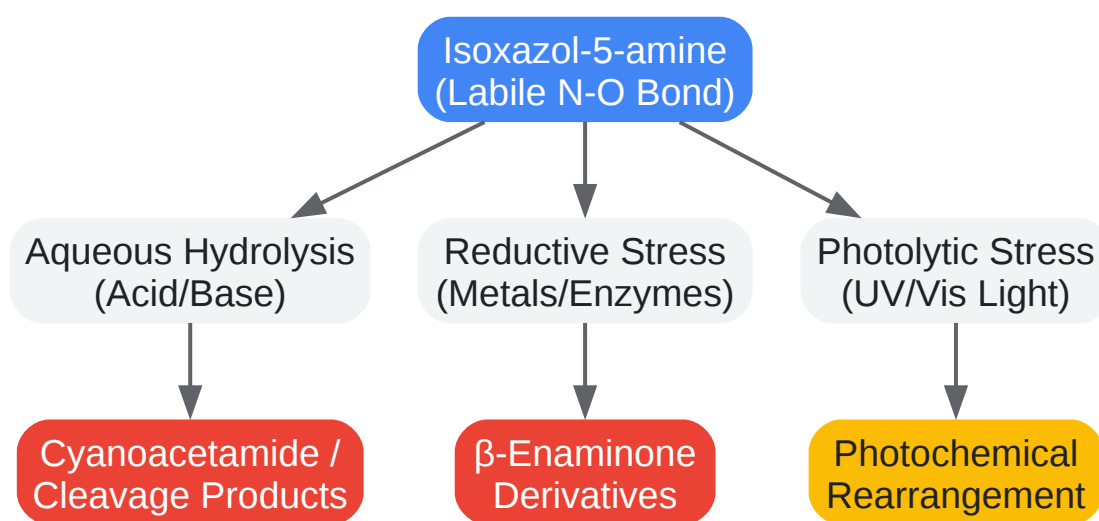 Isoxazol-5-amine
(Labile N-O Bond)
Aqueous Hydrolysis
(Acid/Base)
Reductive Stress
(Metals/Enzymes)
Photolytic Stress
(UV/Vis Light)
Cyanoacetamide /
Cleavage Products
β-Enaminone
Derivatives
Photochemical
Rearrangement